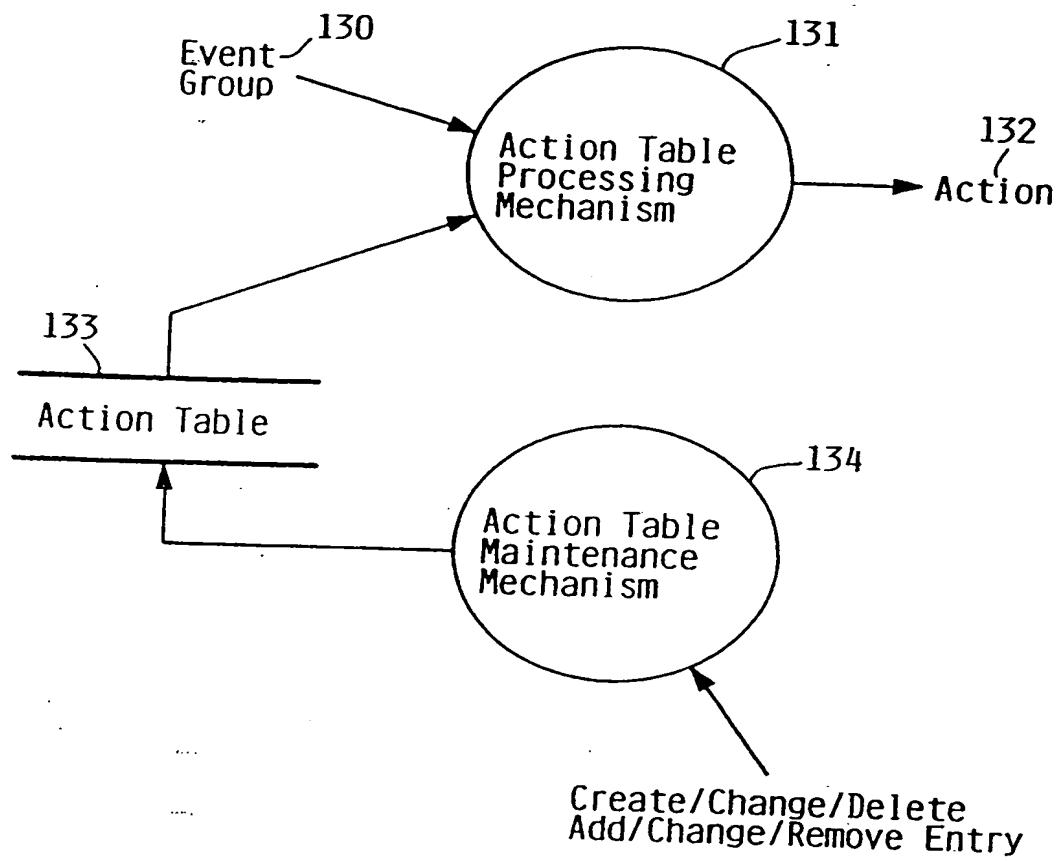 130
Event
Group
131
Action Table
Processing
Mechanism
132
Action
133
Action Table
134
Action Table
Maintenance
Mechanism
Create/Change/Delete
Add/Change/Remove Entry